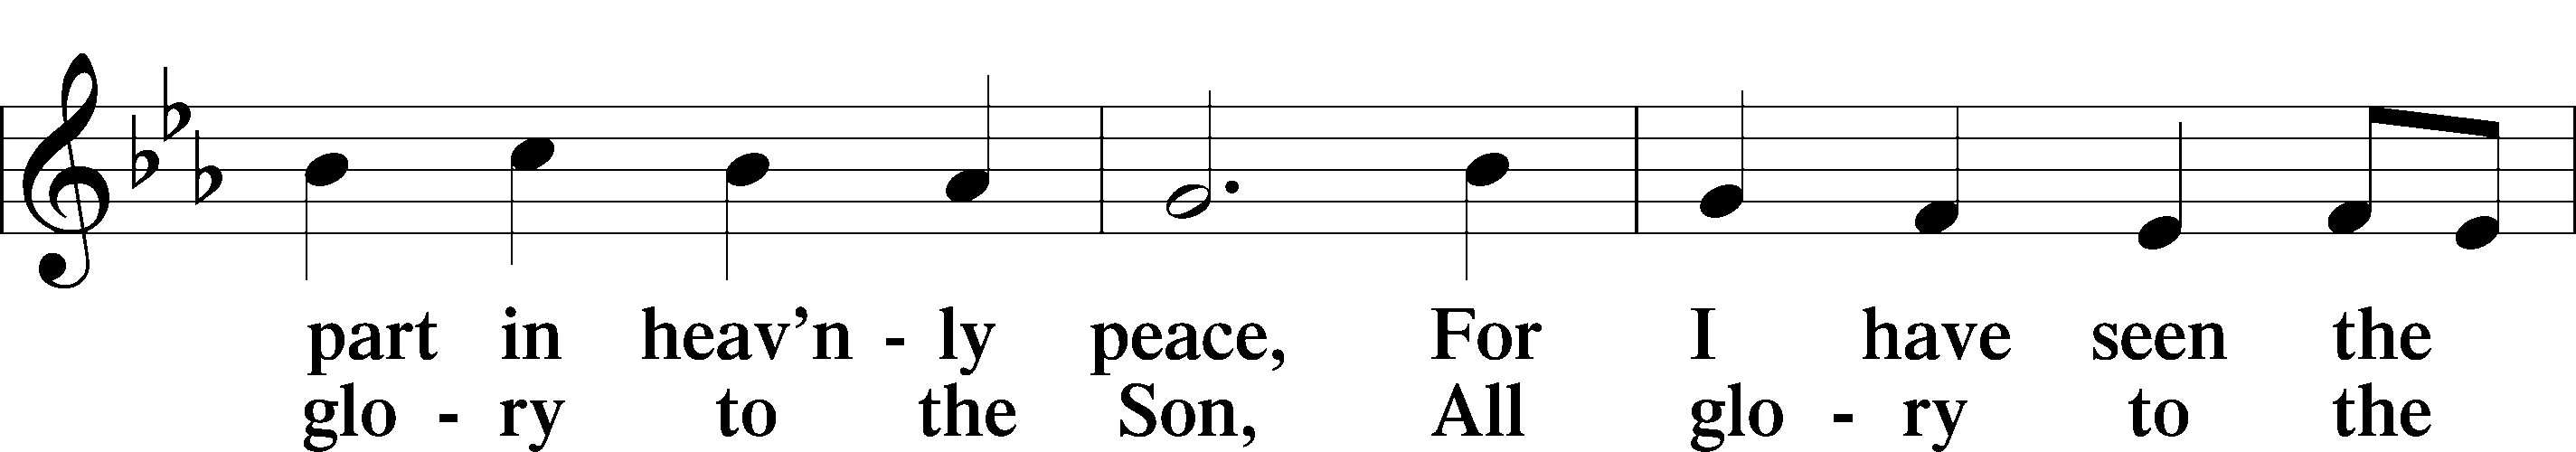 part in heav’n - ly peace, For I have seen the
glo - ry to the Son, All glo - ry to the